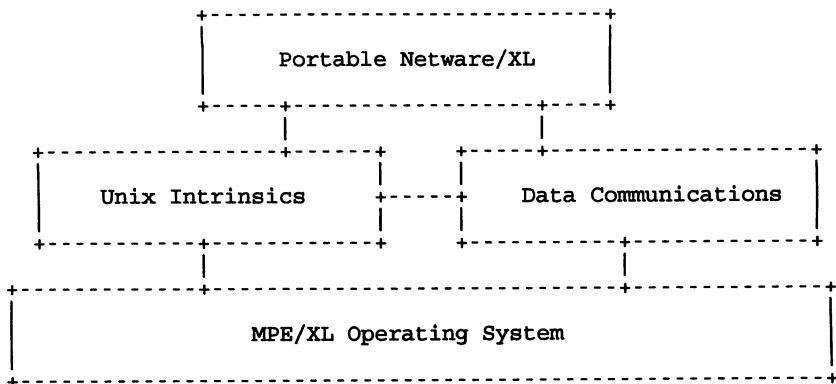 Portable Netware/XL
Unix Intrinsics
Data Communications
MPE/XL Operating System